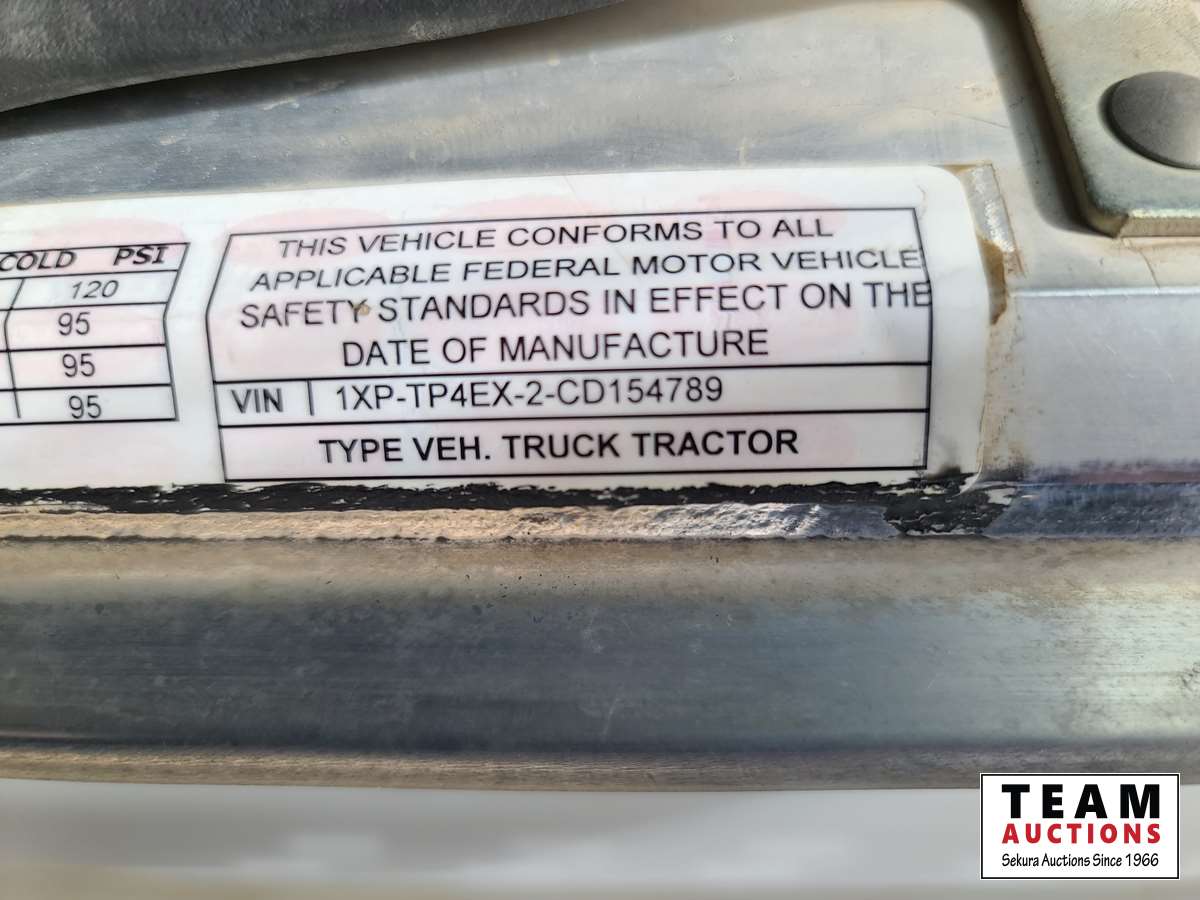 COLD PSI
120
95
95
95
THIS VEHICLE CONFORMS TO ALL
APPLICABLE FEDERAL MOTOR VEHICLE
SAFETY STANDARDS IN EFFECT ON THE
DATE OF MANUFACTURE
VIN 1XP-TP4EX-2-CD154789
TYPE VEH. TRUCK TRACTOR
TEAM
AUCTIONS
Sekura Auctions Since 1966